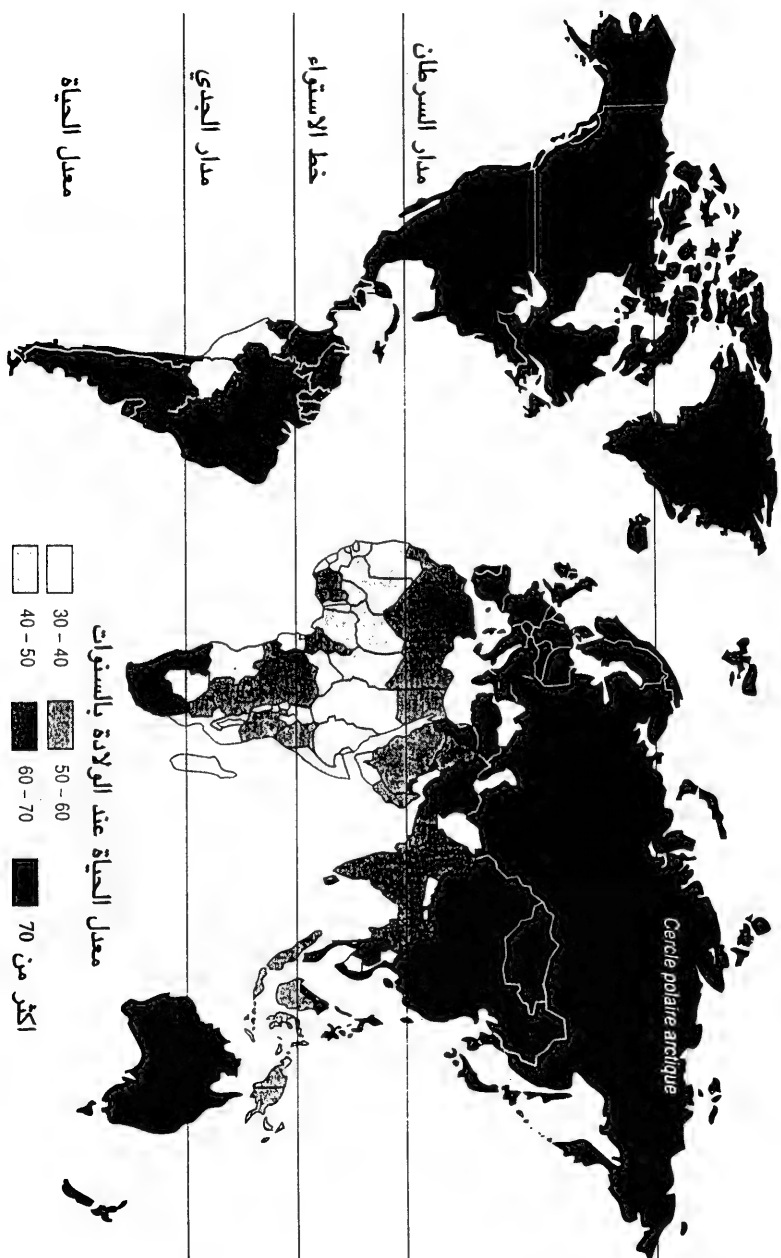 Cercle polaire arctique
مدار السرطان
خط الاستواء
مدار الجدي
معدل الحياة
معدل الحياة عند الولادة بالسنوات
30 - 40
50 - 60
اكثر من 70
40 - 50
60 - 70